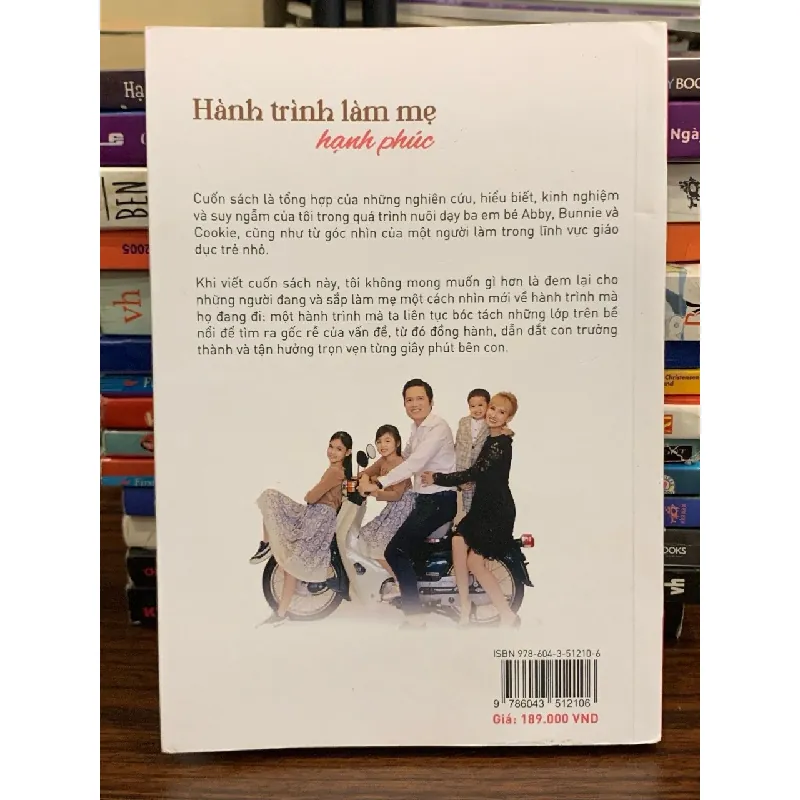 Hành trình làm mẹ
hạnh phúc
Cuốn sách là tổng hợp của những nghiên cứu, hiểu biết, kinh nghiệm
và suy ngẫm của tôi trong quá trình nuôi dạy ba em bé Abby, Bunnie và
Cookie, cũng như từ góc nhìn của một người làm trong lĩnh vực giáo
dục trẻ nhỏ.
Khi viết cuốn sách này, tôi không mong muốn gì hơn là đem lại cho
những người đang và sắp làm mẹ một cách nhìn mới về hành trình mà
họ đang đi: một hành trình mà ta liên tục bóc tách những lớp trên bề
nổi để tìm ra gốc rễ của vấn đề, từ đó đồng hành, dẫn dắt con trưởng
thành và tận hưởng trọn vẹn từng giây phút bên con.
ISBN 978-604-3-51210-6
9 786043 512106
Giá: 189.000 VND
BEN
2005
vh
BOO
Ngà
BOOKS
vh